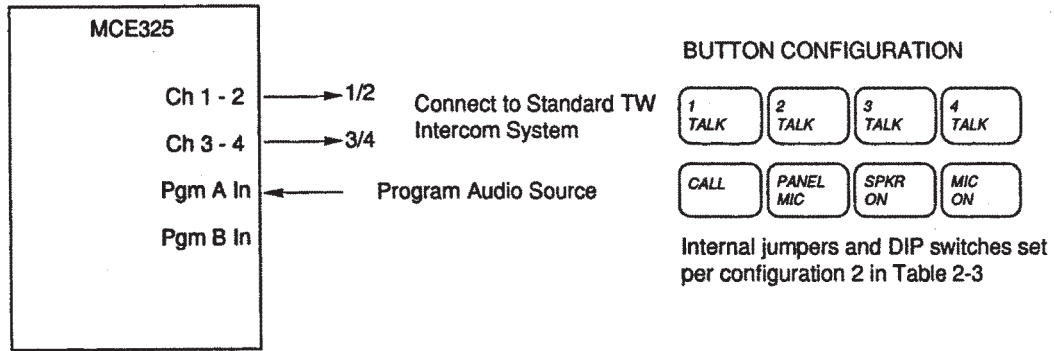 MCE325
Ch 1 - 2
1/2
Ch 3 - 4
3/4
Pgm A In
Pgm B In
Connect to Standard TW
Intercom System
Program Audio Source
BUTTON CONFIGURATION
1 TALK
2 TALK
3 TALK
4 TALK
CALL
PANEL MIC
SPKR ON
MIC ON
Internal jumpers and DIP switches set
per configuration 2 in Table 2-3